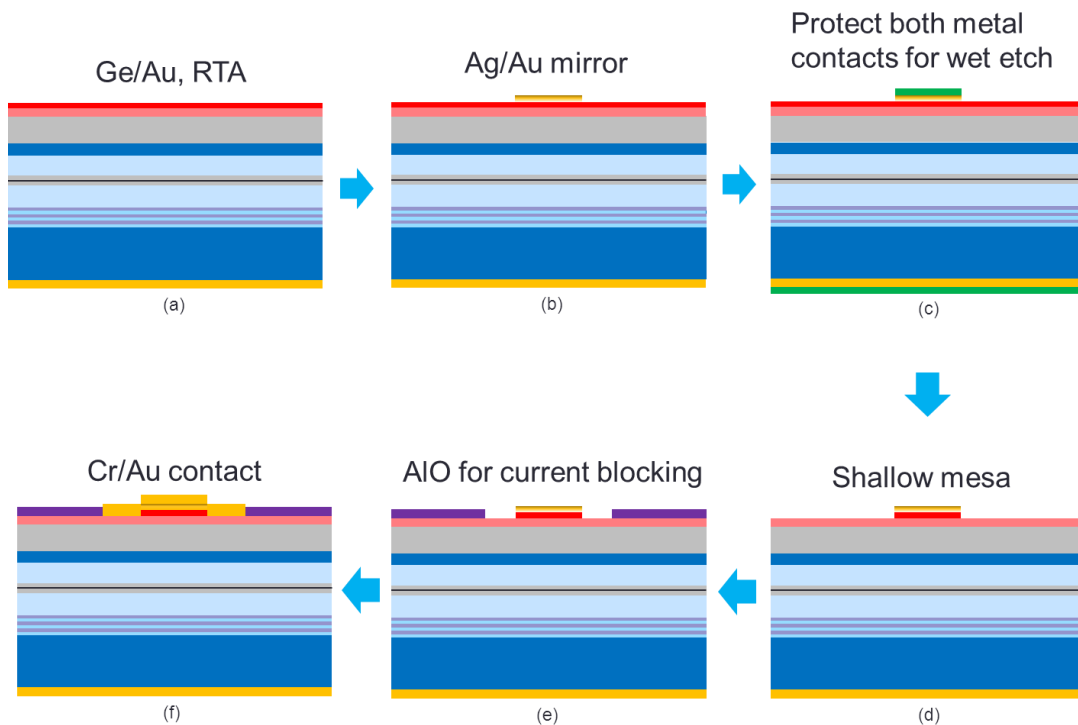 Ge/Au, RTA
Ag/Au mirror
Protect both metal
contacts for wet etch
(a)
(b)
(c)
Cr/Au contact
AlO for current blocking
Shallow mesa
(f)
(e)
(d)